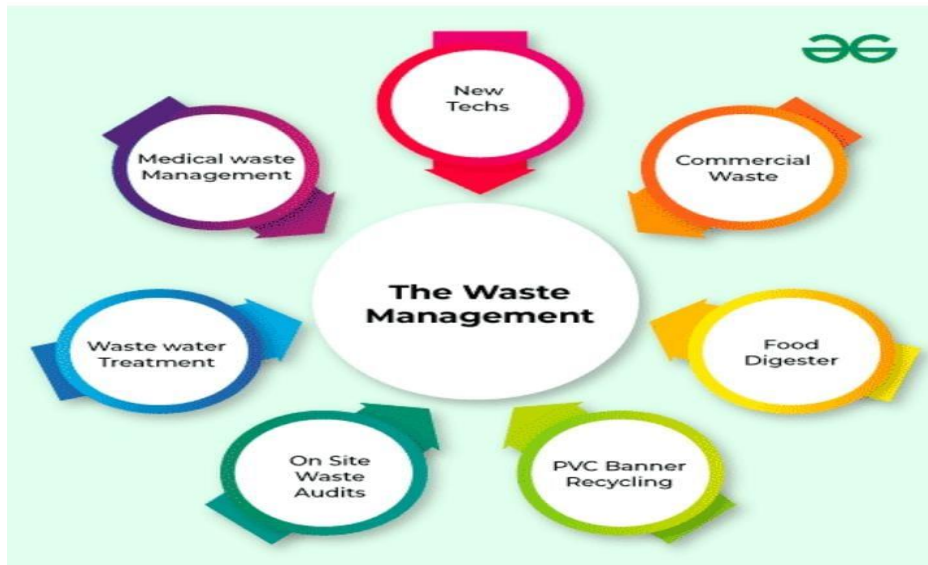 New
Techs
Commercial
Waste
Food
Digester
PVC Banner
Recycling
On Site
Waste
Audits
Waste water
Treatment
Medical waste
Management
The Waste
Management